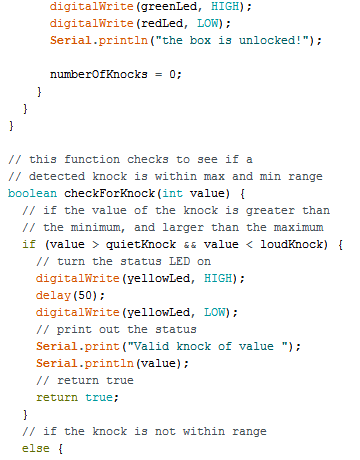 digitalWrite(greenLed, HIGH);
digitalWrite(redLed, LOW);
Serial.println("the box is unlocked!");
numberOfKnocks = 0;
}
}
}
// this function checks to see if a
// detected knock is within max and min range
boolean checkForKnock(int value) {
// if the value of the knock is greater than
// the minimum, and larger than the maximum
if (value > quietKnock && value < loudKnock) {
// turn the status LED on
digitalWrite(yellowLed, HIGH);
delay(50);
digitalWrite(yellowLed, LOW);
// print out the status
Serial.print("Valid knock of value ");
Serial.println(value);
// return true
return true;
}
// if the knock is not within range
else {